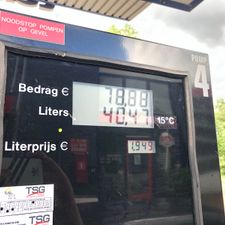 NOODSTOP POMPEN
OP GEVEL
POMP
4
Bedrag € 78.88
Liters 40.47
15°C
Literprijs € 1.949
TSG
TSG